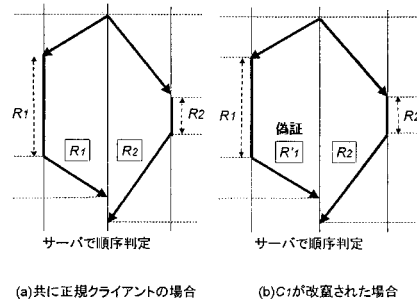 R1
R1
R2
R2
サーバで順序判定
(a)共に正規クライアントの場合
R1
偽証
R'1
R2
R2
サーバで順序判定
(b)C1が改竄された場合